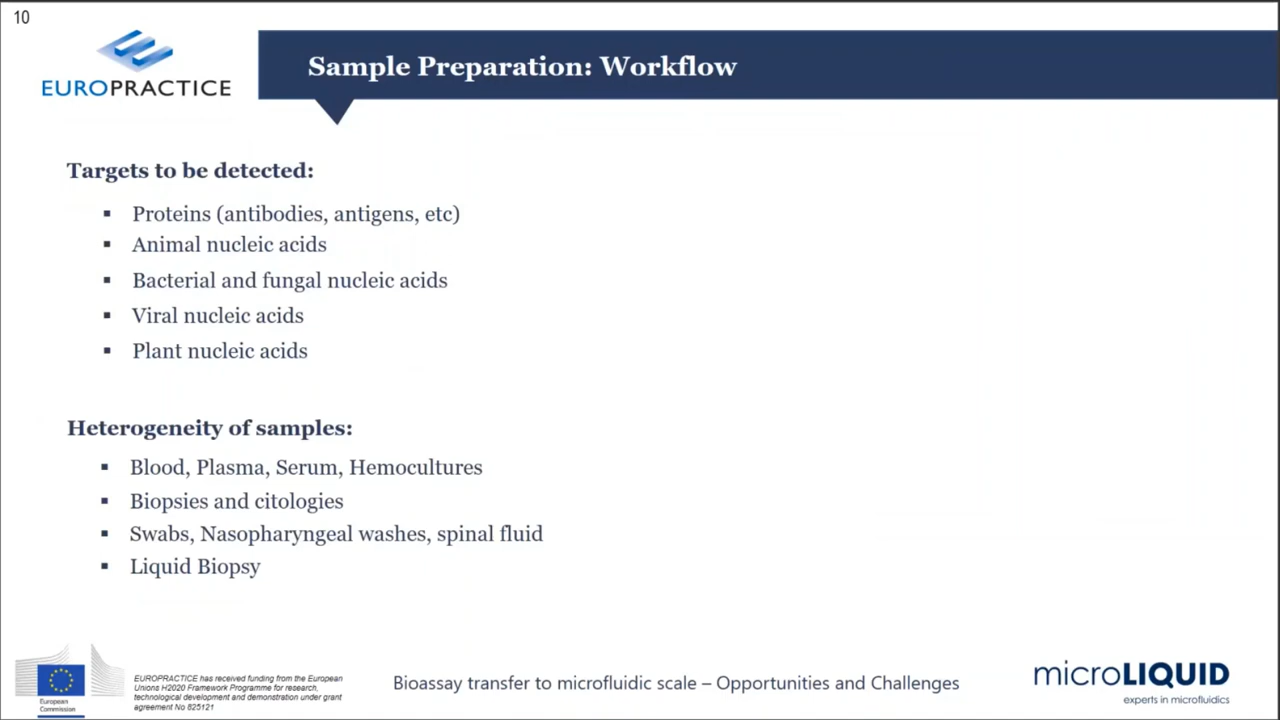 10
EUROPRACTICE
Sample Preparation: Workflow
Targets to be detected:
▪ Proteins (antibodies, antigens, etc)
▪ Animal nucleic acids
▪ Bacterial and fungal nucleic acids
▪ Viral nucleic acids
▪ Plant nucleic acids
Heterogeneity of samples:
▪ Blood, Plasma, Serum, Hemocultures
▪ Biopsies and citologies
▪ Swabs, Nasopharyngeal washes, spinal fluid
▪ Liquid Biopsy
European
Commission
EUROPRACTICE has received funding from the European
Unions H2020 Framework Programme for research,
technological development and demonstration under grant
agreement No 825121
Bioassay transfer to microfluidic scale – Opportunities and Challenges
microLIQUID
experts in microfluidics